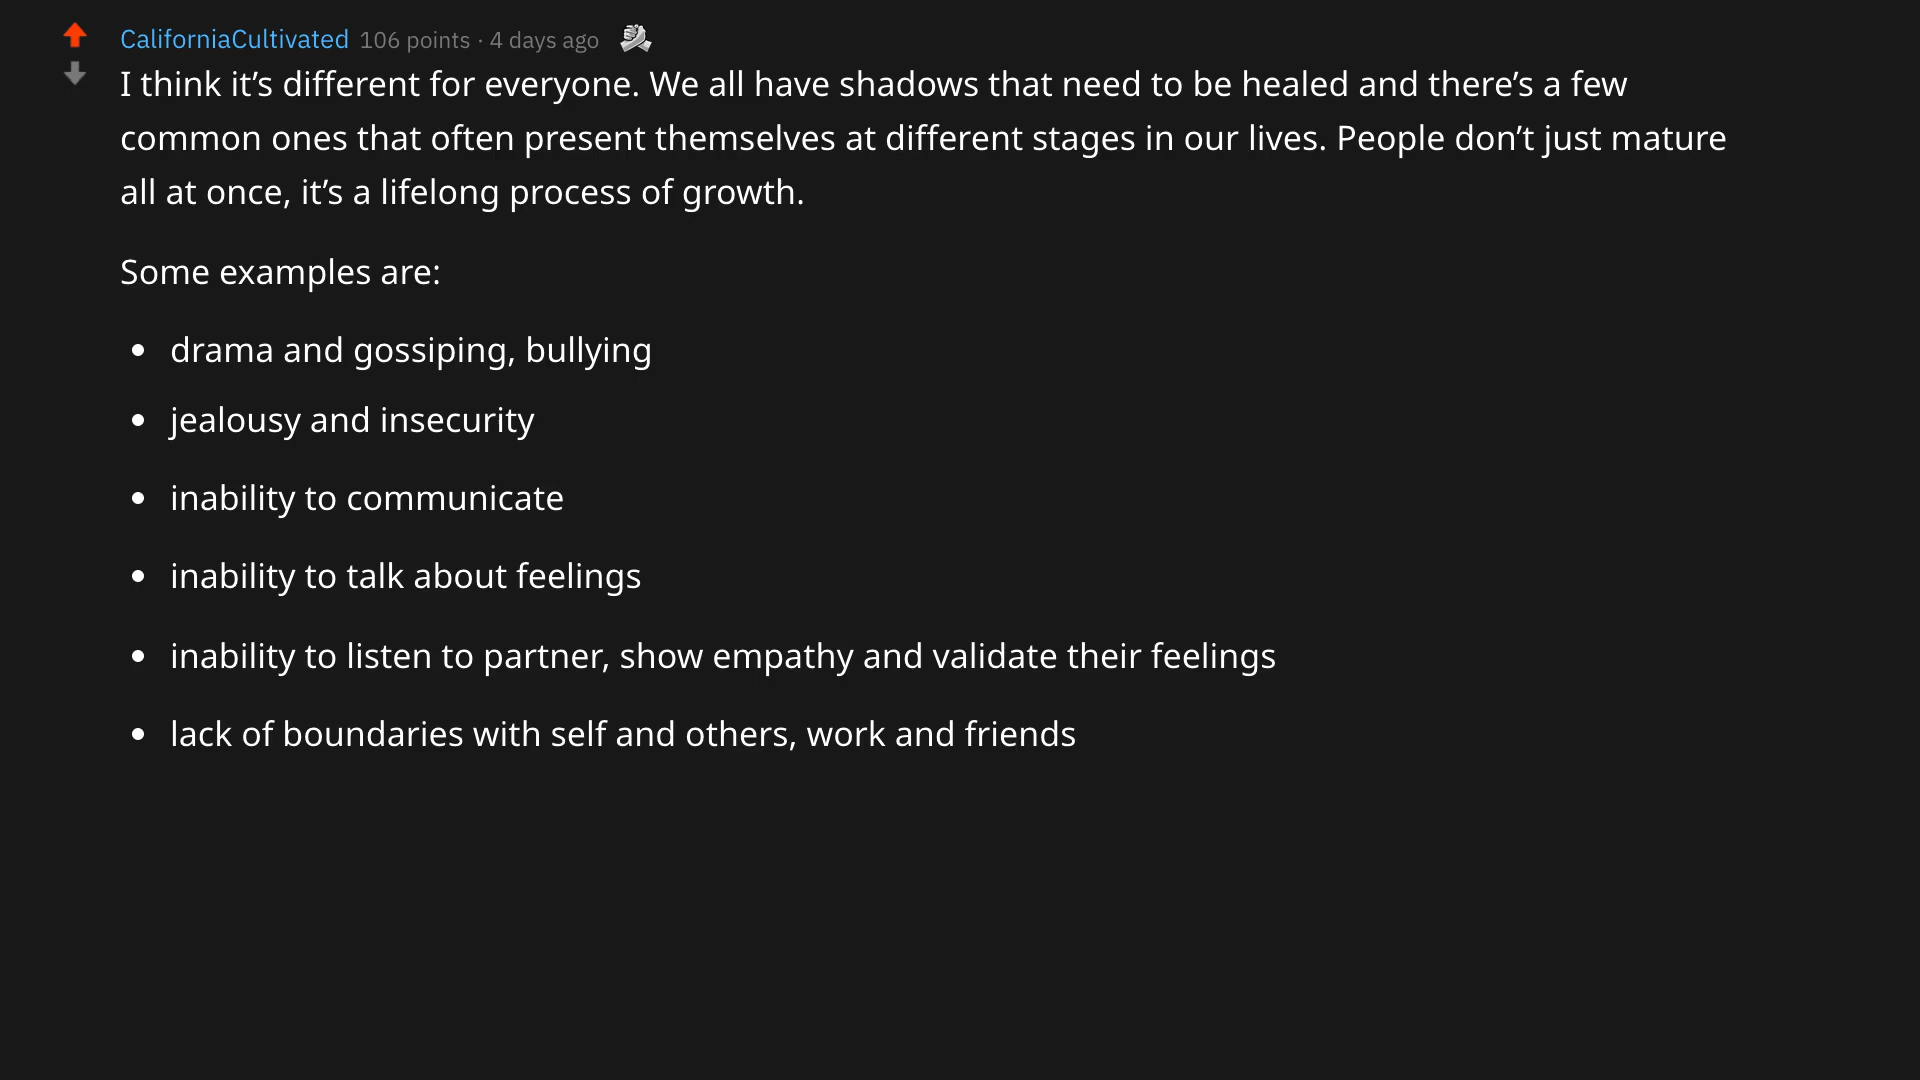 CaliforniaCultivated 106 points · 4 days ago
I think it’s different for everyone. We all have shadows that need to be healed and there’s a few
common ones that often present themselves at different stages in our lives. People don’t just mature
all at once, it’s a lifelong process of growth.
Some examples are:
• drama and gossiping, bullying
• jealousy and insecurity
• inability to communicate
• inability to talk about feelings
• inability to listen to partner, show empathy and validate their feelings
• lack of boundaries with self and others, work and friends